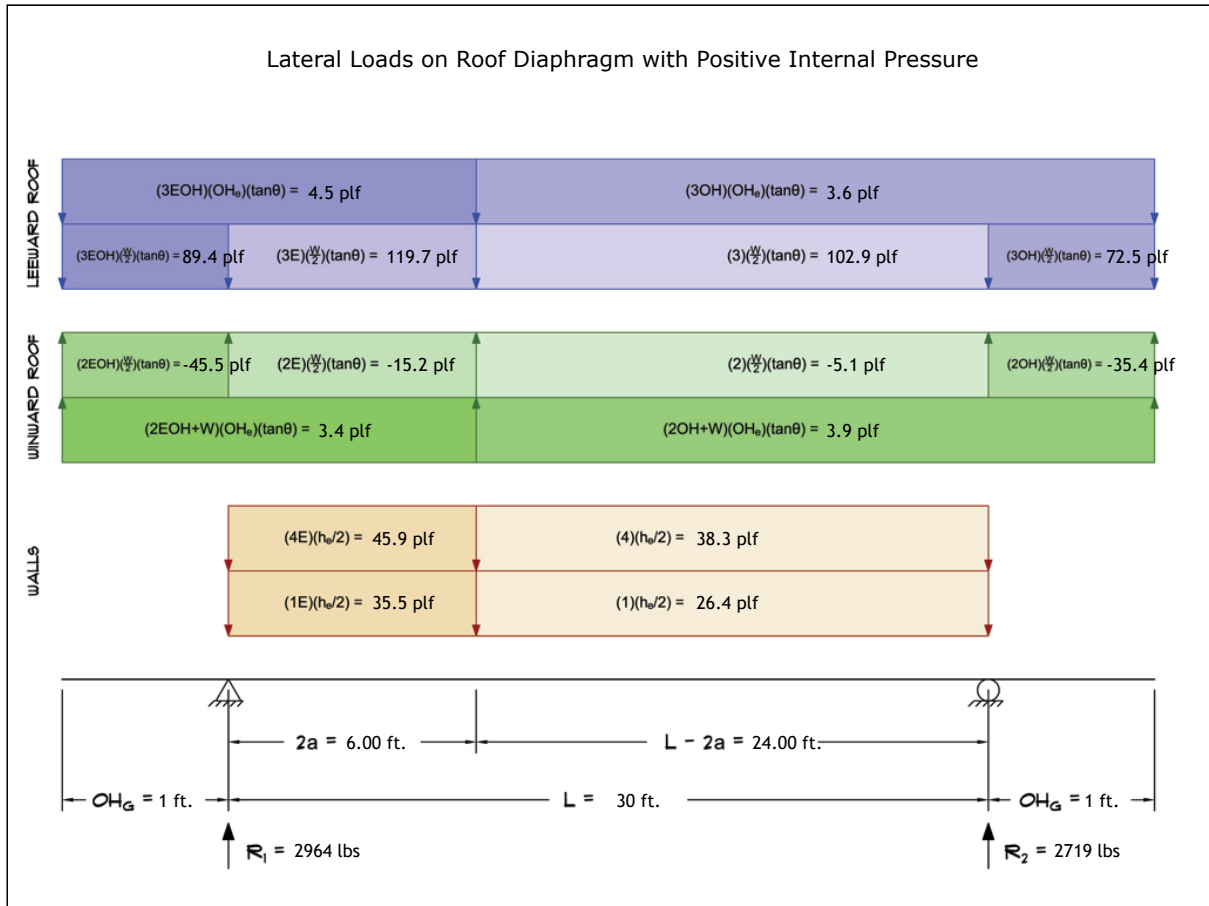 Lateral Loads on Roof Diaphragm with Positive Internal Pressure
LEEWARD ROOF
(3EOH)(OHₑ)(tanθ) = 4.5 plf
(3OH)(OHₑ)(tanθ) = 3.6 plf
(3EOH)(W/2)(tanθ) = 89.4 plf
(3E)(W/2)(tanθ) = 119.7 plf
(3)(W/2)(tanθ) = 102.9 plf
(3OH)(W/2)(tanθ) = 72.5 plf
WINWARD ROOF
(2EOH)(W/2)(tanθ) = -45.5 plf
(2E)(W/2)(tanθ) = -15.2 plf
(2)(W/2)(tanθ) = -5.1 plf
(2OH)(W/2)(tanθ) = -35.4 plf
(2EOH+W)(OHₑ)(tanθ) = 3.4 plf
(2OH+W)(OHₑ)(tanθ) = 3.9 plf
WALLS
(4E)(hₑ/2) = 45.9 plf
(4)(hₑ/2) = 38.3 plf
(1E)(hₑ/2) = 35.5 plf
(1)(hₑ/2) = 26.4 plf
2a = 6.00 ft.
L - 2a = 24.00 ft.
OH_G = 1 ft.
L = 30 ft.
OH_G = 1 ft.
R₁ = 2964 lbs
R₂ = 2719 lbs